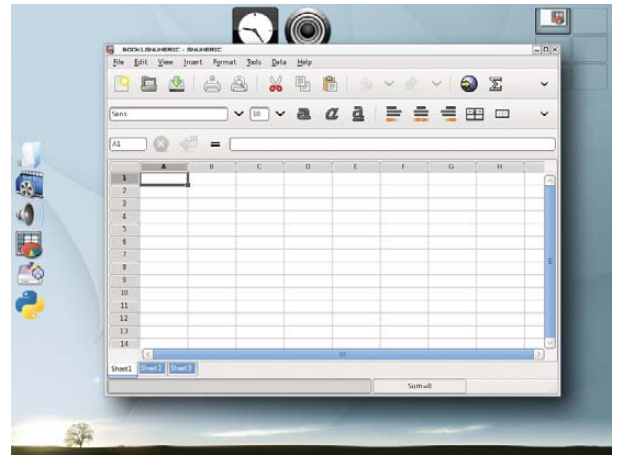 BOOK1.GNUMERIC : GNUMERIC
File Edit View Insert Format Tools Data Help
Sans 10
A1 =
A B C D E F G H
1
2
3
4
5
6
7
8
9
10
11
12
13
14
Sheet1 Sheet2 Sheet3
Sum=0